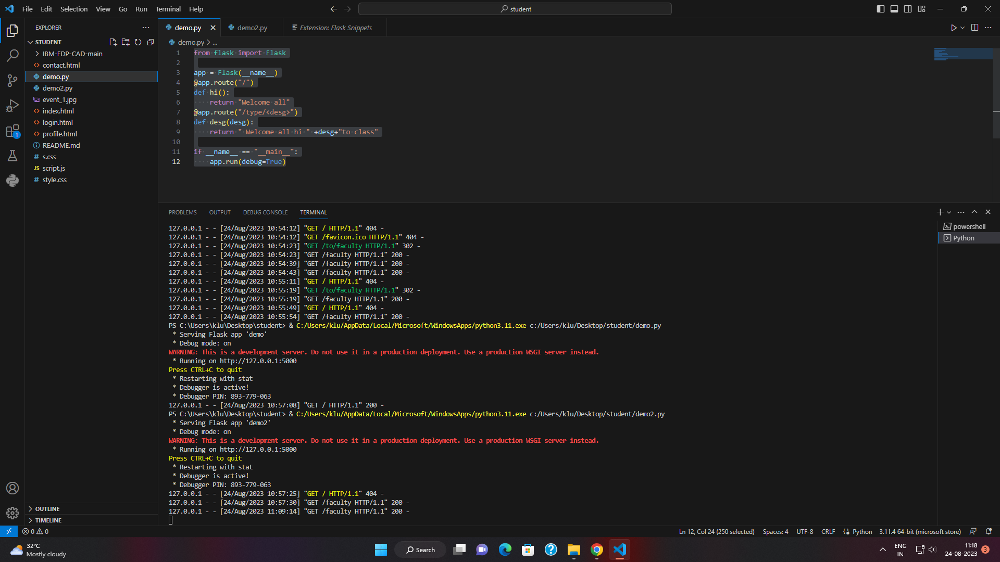 File Edit Selection View Go Run Terminal Help
student
EXPLORER
STUDENT
IBM-FDP-CAD-main
contact.html
demo.py
demo2.py
event_1.jpg
index.html
login.html
profile.html
README.md
s.css
JS script.js
style.css
OUTLINE
TIMELINE
1
demo.py demo2.py Extension: Flask Snippets
demo.py > ...
1 from flask import Flask
2
3 app = Flask(__name__)
4 @app.route("/")
5 def hi():
6 return "Welcome all"
7 @app.route("/type/<desg>")
8 def desg(desg):
9 return " Welcome all hi " +desg+"to class"
10
11 if __name__ == "__main__":
12 app.run(debug=True)
PROBLEMS OUTPUT DEBUG CONSOLE TERMINAL
127.0.0.1 - - [24/Aug/2023 10:54:12] "GET / HTTP/1.1" 404 -
127.0.0.1 - - [24/Aug/2023 10:54:12] "GET /favicon.ico HTTP/1.1" 404 -
127.0.0.1 - - [24/Aug/2023 10:54:23] "GET /to/faculty HTTP/1.1" 302 -
127.0.0.1 - - [24/Aug/2023 10:54:23] "GET /faculty HTTP/1.1" 200 -
127.0.0.1 - - [24/Aug/2023 10:54:39] "GET /faculty HTTP/1.1" 200 -
127.0.0.1 - - [24/Aug/2023 10:54:43] "GET /faculty HTTP/1.1" 200 -
127.0.0.1 - - [24/Aug/2023 10:55:11] "GET / HTTP/1.1" 404 -
127.0.0.1 - - [24/Aug/2023 10:55:19] "GET /to/faculty HTTP/1.1" 302 -
127.0.0.1 - - [24/Aug/2023 10:55:19] "GET /faculty HTTP/1.1" 200 -
127.0.0.1 - - [24/Aug/2023 10:55:49] "GET / HTTP/1.1" 404 -
127.0.0.1 - - [24/Aug/2023 10:55:54] "GET /faculty HTTP/1.1" 200 -
PS C:\Users\klu\Desktop\student> & C:/Users/klu/AppData/Local/Microsoft/WindowsApps/python3.11.exe c:/Users/klu/Desktop/student/demo.py
* Serving Flask app 'demo'
* Debug mode: on
WARNING: This is a development server. Do not use it in a production deployment. Use a production WSGI server instead.
* Running on http://127.0.0.1:5000
Press CTRL+C to quit
* Restarting with stat
* Debugger is active!
* Debugger PIN: 893-779-063
127.0.0.1 - - [24/Aug/2023 10:57:08] "GET / HTTP/1.1" 200 -
PS C:\Users\klu\Desktop\student> & C:/Users/klu/AppData/Local/Microsoft/WindowsApps/python3.11.exe c:/Users/klu/Desktop/student/demo2.py
* Serving Flask app 'demo2'
* Debug mode: on
WARNING: This is a development server. Do not use it in a production deployment. Use a production WSGI server instead.
* Running on http://127.0.0.1:5000
Press CTRL+C to quit
* Restarting with stat
* Debugger is active!
* Debugger PIN: 893-779-063
127.0.0.1 - - [24/Aug/2023 10:57:25] "GET / HTTP/1.1" 404 -
127.0.0.1 - - [24/Aug/2023 10:57:30] "GET /faculty HTTP/1.1" 200 -
127.0.0.1 - - [24/Aug/2023 11:09:14] "GET /faculty HTTP/1.1" 200 -
powershell
Python
0 0
Ln 12, Col 24 (250 selected) Spaces: 4 UTF-8 CRLF Python 3.11.4 64-bit (microsoft store)
32°C
Mostly cloudy
Search
ENG
IN
11:18
24-08-2023
3